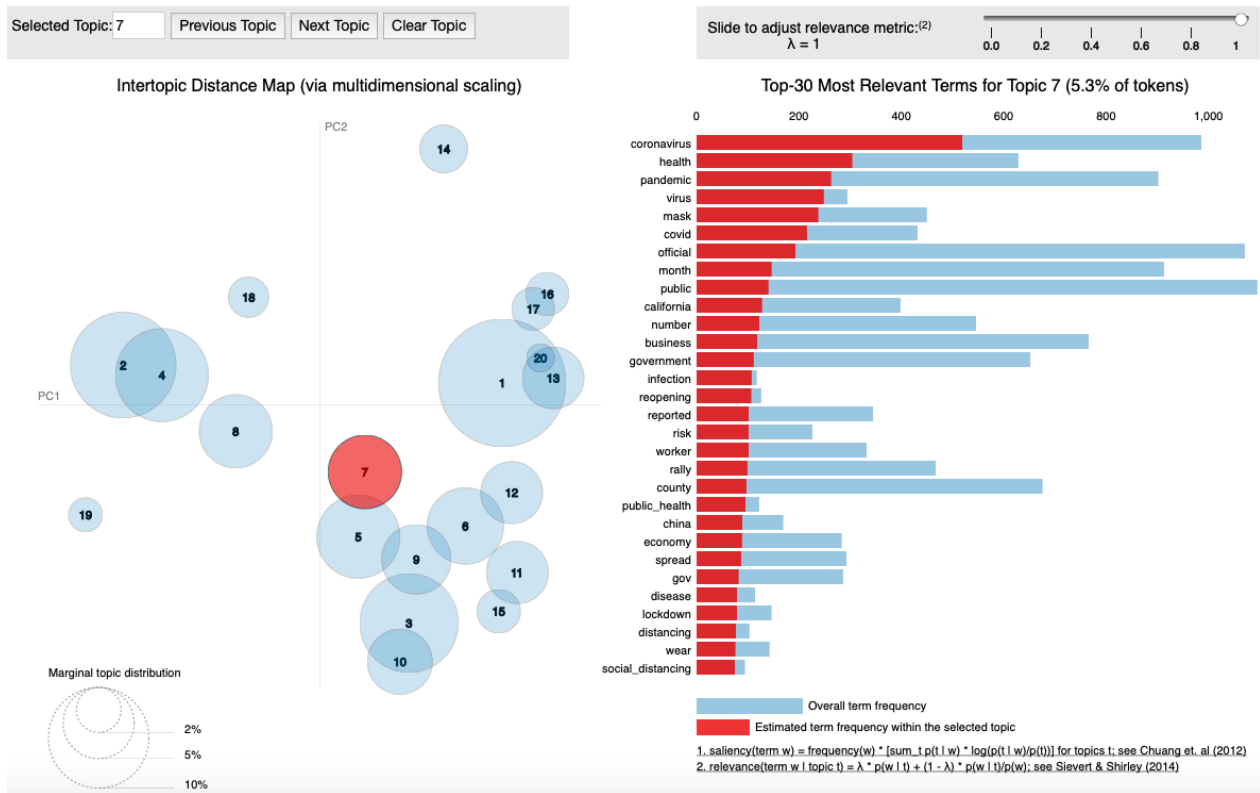 Selected Topic: 7 Previous Topic Next Topic Clear Topic
Slide to adjust relevance metric:(2)
λ = 1
0.0 0.2 0.4 0.6 0.8 1
Intertopic Distance Map (via multidimensional scaling)
PC2
PC1
14
18
16
17
2
4
1
20
13
8
7
19
12
5
6
9
11
15
3
10
Marginal topic distribution
2%
5%
10%
Top-30 Most Relevant Terms for Topic 7 (5.3% of tokens)
0 200 400 600 800 1,000
coronavirus
health
pandemic
virus
mask
covid
official
month
public
california
number
business
government
infection
reopening
reported
risk
worker
rally
county
public_health
china
economy
spread
gov
disease
lockdown
distancing
wear
social_distancing
Overall term frequency
Estimated term frequency within the selected topic
1. saliency(term w) = frequency(w) * [sum_t p(t | w) * log(p(t | w)/p(t))] for topics t; see Chuang et. al (2012)
2. relevance(term w | topic t) = λ * p(w | t) + (1 - λ) * p(w | t)/p(w); see Sievert & Shirley (2014)